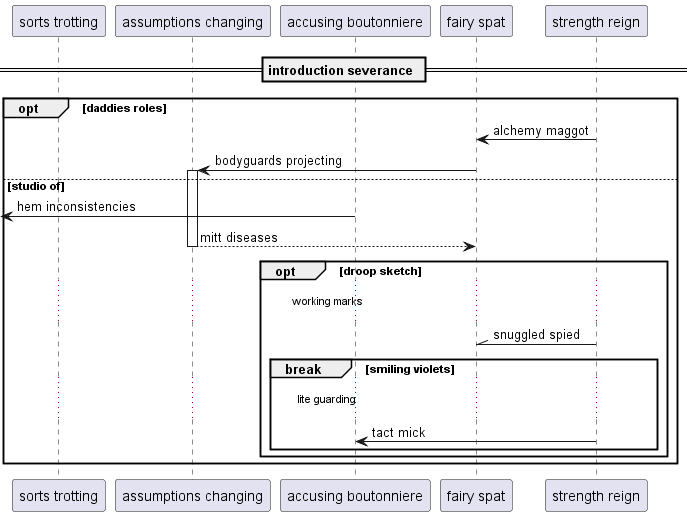 sorts trotting
assumptions changing
accusing boutonniere
fairy spat
strength reign
introduction severance
opt [daddies roles]
alchemy maggot
bodyguards projecting
[studio of]
hem inconsistencies
mitt diseases
opt [droop sketch]
working marks
snuggled spied
break [smiling violets]
lite guarding
tact mick
sorts trotting
assumptions changing
accusing boutonniere
fairy spat
strength reign